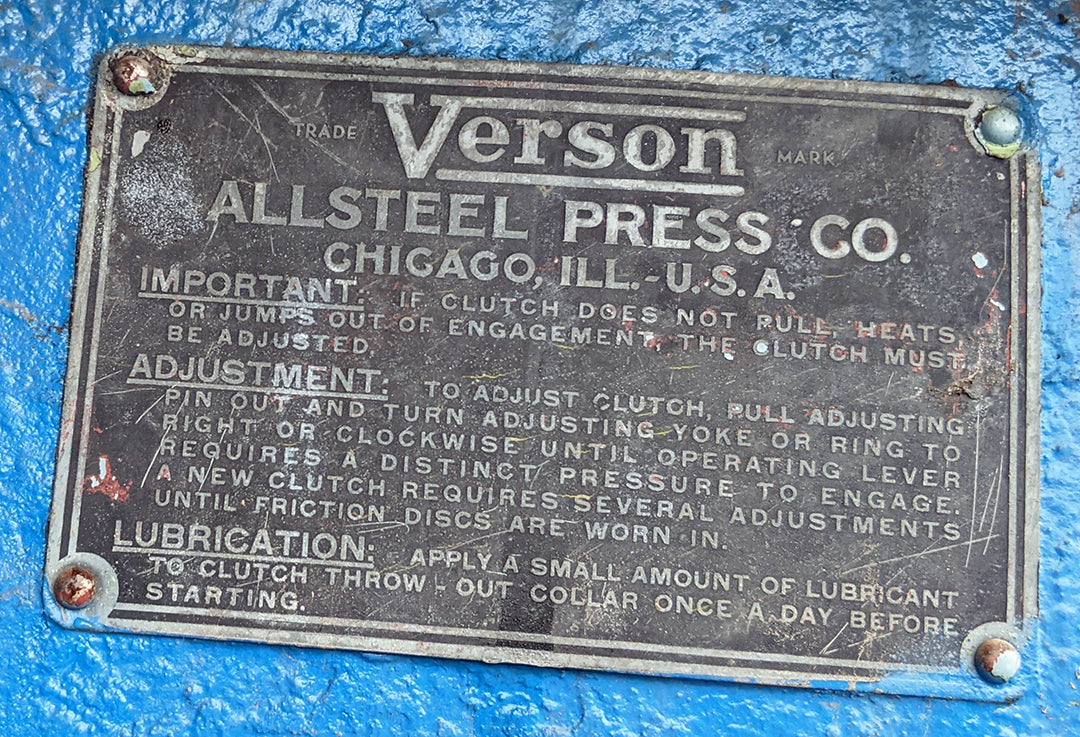 TRADE Verson MARK
ALLSTEEL PRESS CO.
CHICAGO, ILL.-U.S.A.
IMPORTANT: IF CLUTCH DOES NOT PULL, HEATS,
OR JUMPS OUT OF ENGAGEMENT, THE CLUTCH MUST
BE ADJUSTED.
ADJUSTMENT: TO ADJUST CLUTCH, PULL ADJUSTING
PIN OUT AND TURN ADJUSTING YOKE OR RING TO
RIGHT OR CLOCKWISE UNTIL OPERATING LEVER
REQUIRES A DISTINCT PRESSURE TO ENGAGE.
A NEW CLUTCH REQUIRES SEVERAL ADJUSTMENTS
UNTIL FRICTION DISCS ARE WORN IN.
LUBRICATION: APPLY A SMALL AMOUNT OF LUBRICANT
TO CLUTCH THROW-OUT COLLAR ONCE A DAY BEFORE
STARTING.